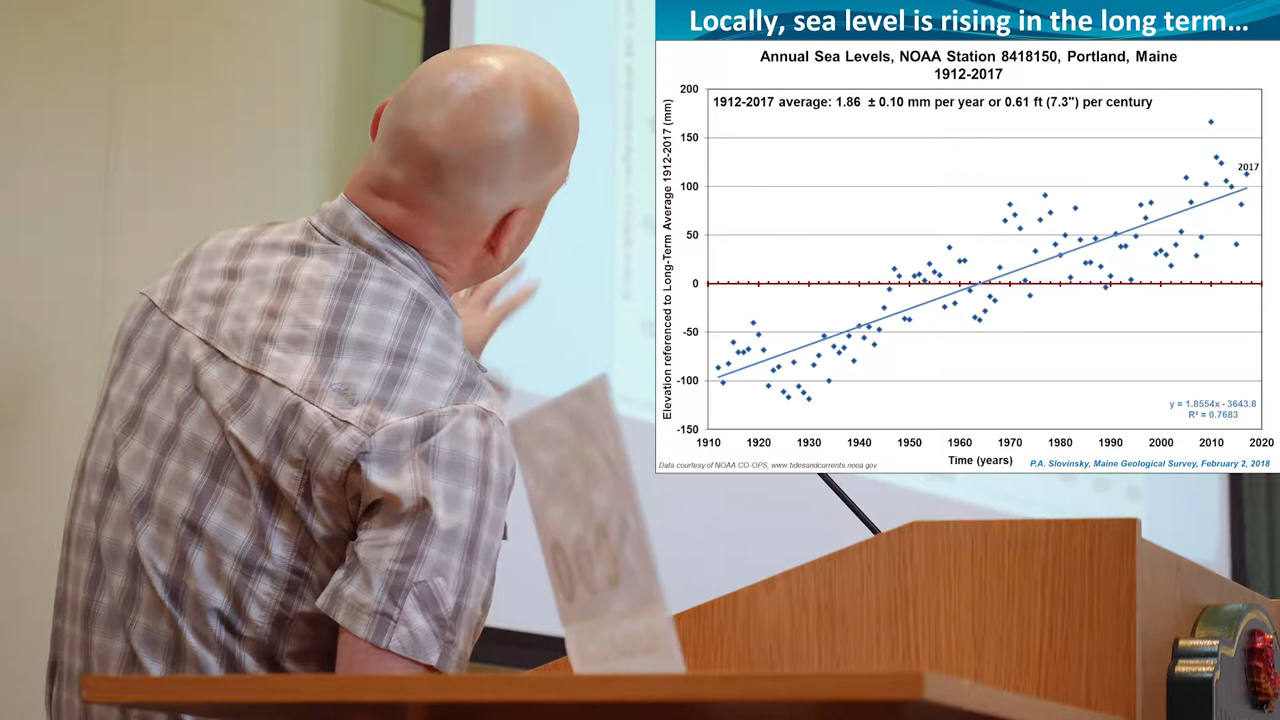 Locally, sea level is rising in the long term…
Annual Sea Levels, NOAA Station 8418150, Portland, Maine
1912-2017
1912-2017 average: 1.86 ± 0.10 mm per year or 0.61 ft (7.3") per century
Elevation referenced to Long-Term Average 1912-2017 (mm)
200
150
100
50
0
-50
-100
-150
2017
y = 1.8554x - 3643.8
R² = 0.7683
1910 1920 1930 1940 1950 1960 1970 1980 1990 2000 2010 2020
Time (years)
Data courtesy of NOAA CO-OPS, www.tidesandcurrents.noaa.gov
P.A. Slovinsky, Maine Geological Survey, February 2, 2018